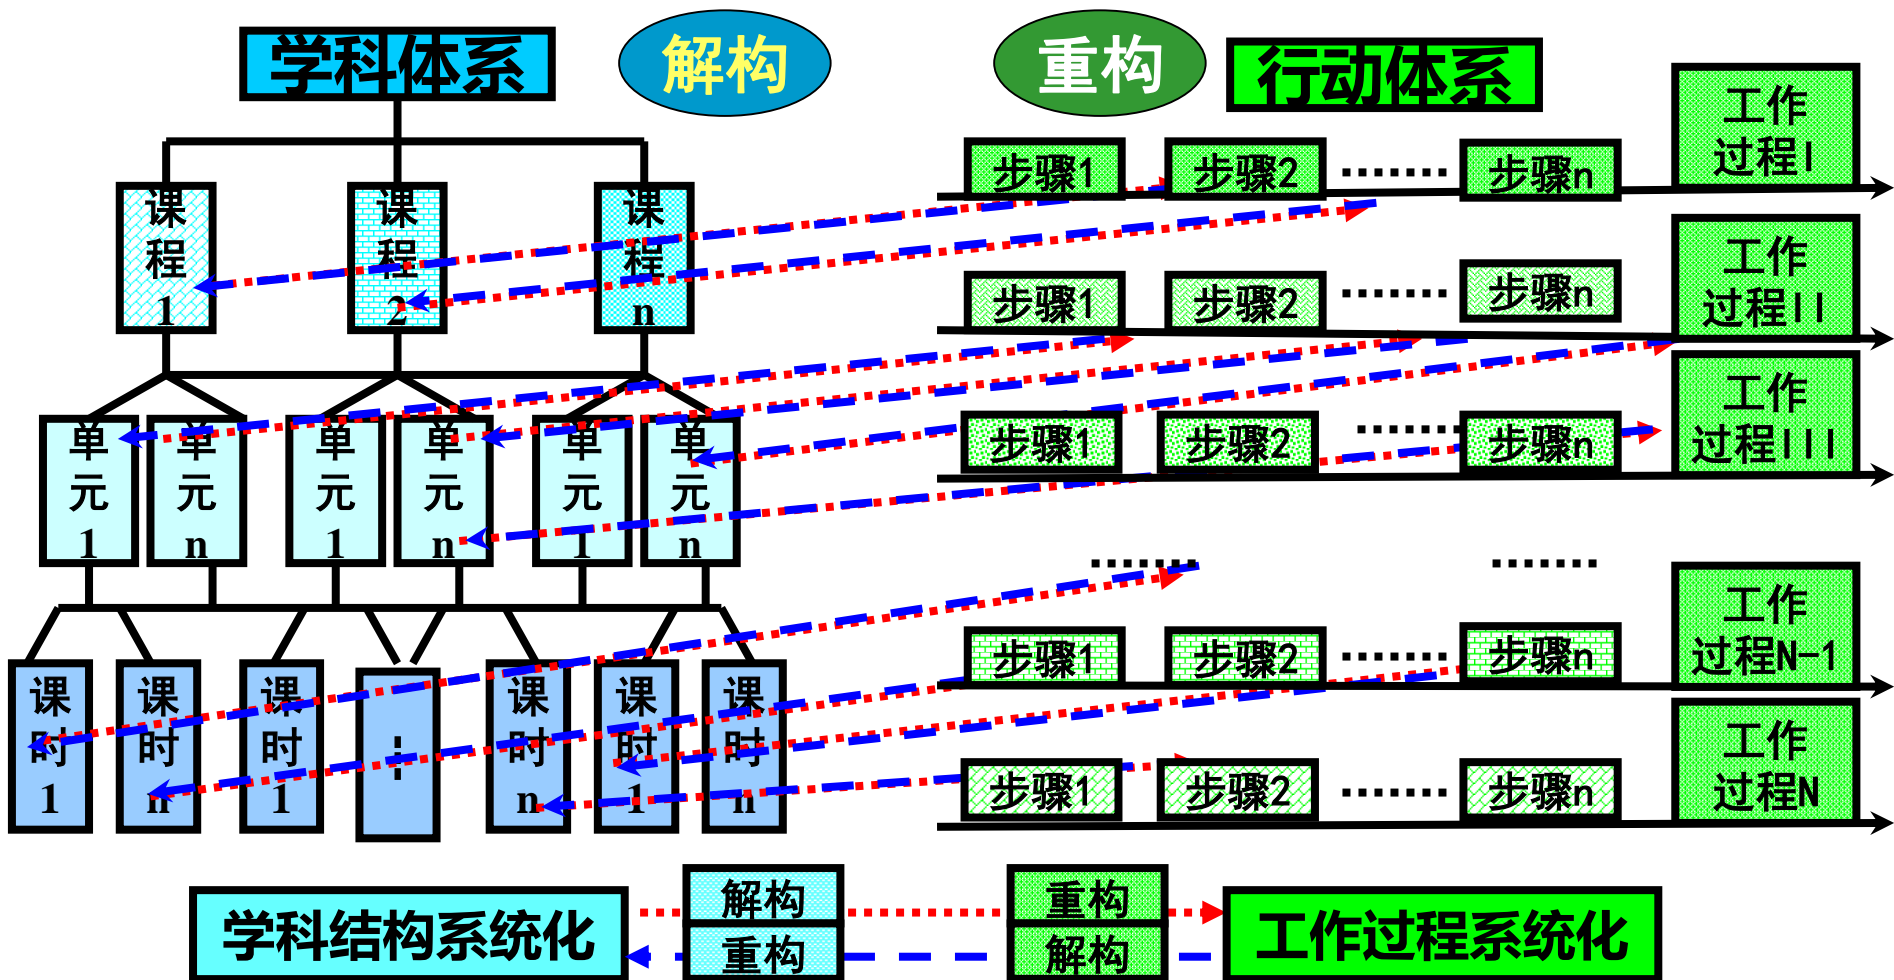 学科体系
解构
重构
行动体系
步骤1
步骤2
………
步骤n
工作
过程I
课
程
1
课
程
2
课
程
n
步骤1
步骤2
………
步骤n
工作
过程II
单
元
1
单
元
n
单
元
1
单
元
n
单
元
1
单
元
n
步骤1
步骤2
………
步骤n
工作
过程III
………
………
课
时
1
课
时
n
课
时
1
…
课
时
n
课
时
1
课
时
n
步骤1
步骤2
………
步骤n
工作
过程N-1
步骤1
步骤2
………
步骤n
工作
过程N
学科结构系统化
解构
重构
重构
解构
工作过程系统化